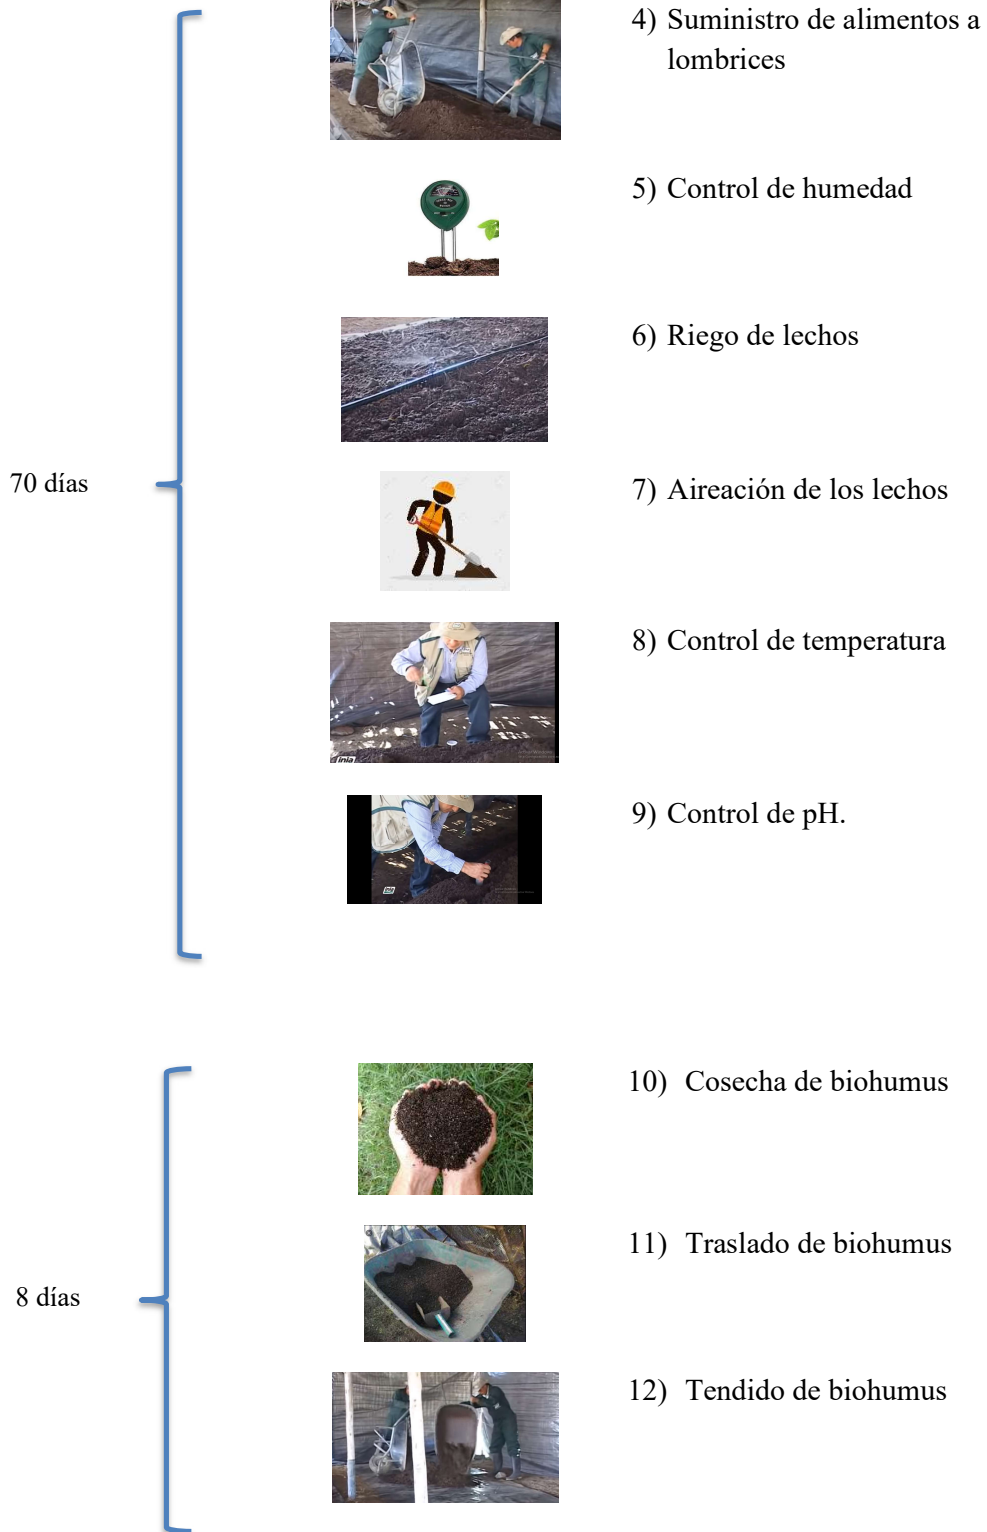 4) Suministro de alimentos a
lombrices
5) Control de humedad
6) Riego de lechos
70 días
7) Aireación de los lechos
8) Control de temperatura
inia
9) Control de pH.
inia
10) Cosecha de biohumus
11) Traslado de biohumus
8 días
12) Tendido de biohumus